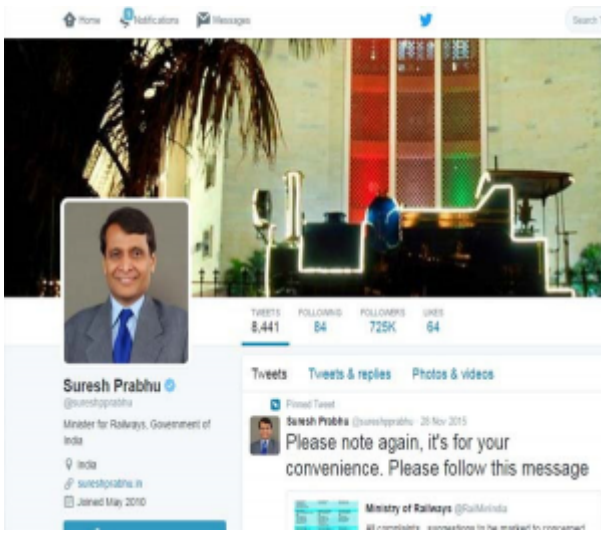 Home Notifications Messages
Search
TWEETS FOLLOWING FOLLOWERS LIKES
8,441 84 725K 64
Suresh Prabhu
@sureshpprabhu
Minister for Railways, Government of
India
India
sureshprabhu.in
Joined May 2010
Tweets Tweets & replies Photos & videos
Pinned Tweet
Suresh Prabhu @sureshpprabhu · 26 Nov 2015
Please note again, it's for your
convenience. Please follow this message
Ministry of Railways @RailMinIndia
All complaints, suggestions to be marked to concerned